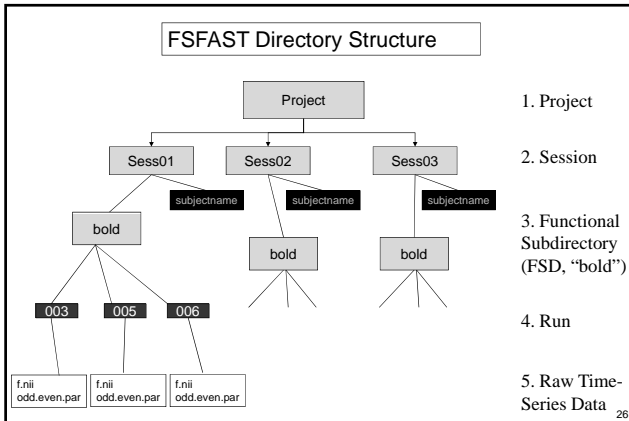 FSFAST Directory Structure
Project
1. Project
Sess01
Sess02
Sess03
2. Session
subjectname
subjectname
subjectname
bold
bold
bold
3. Functional
Subdirectory
(FSD, “bold”)
003
005
006
4. Run
f.nii
odd.even.par
f.nii
odd.even.par
f.nii
odd.even.par
5. Raw Time-
Series Data
26